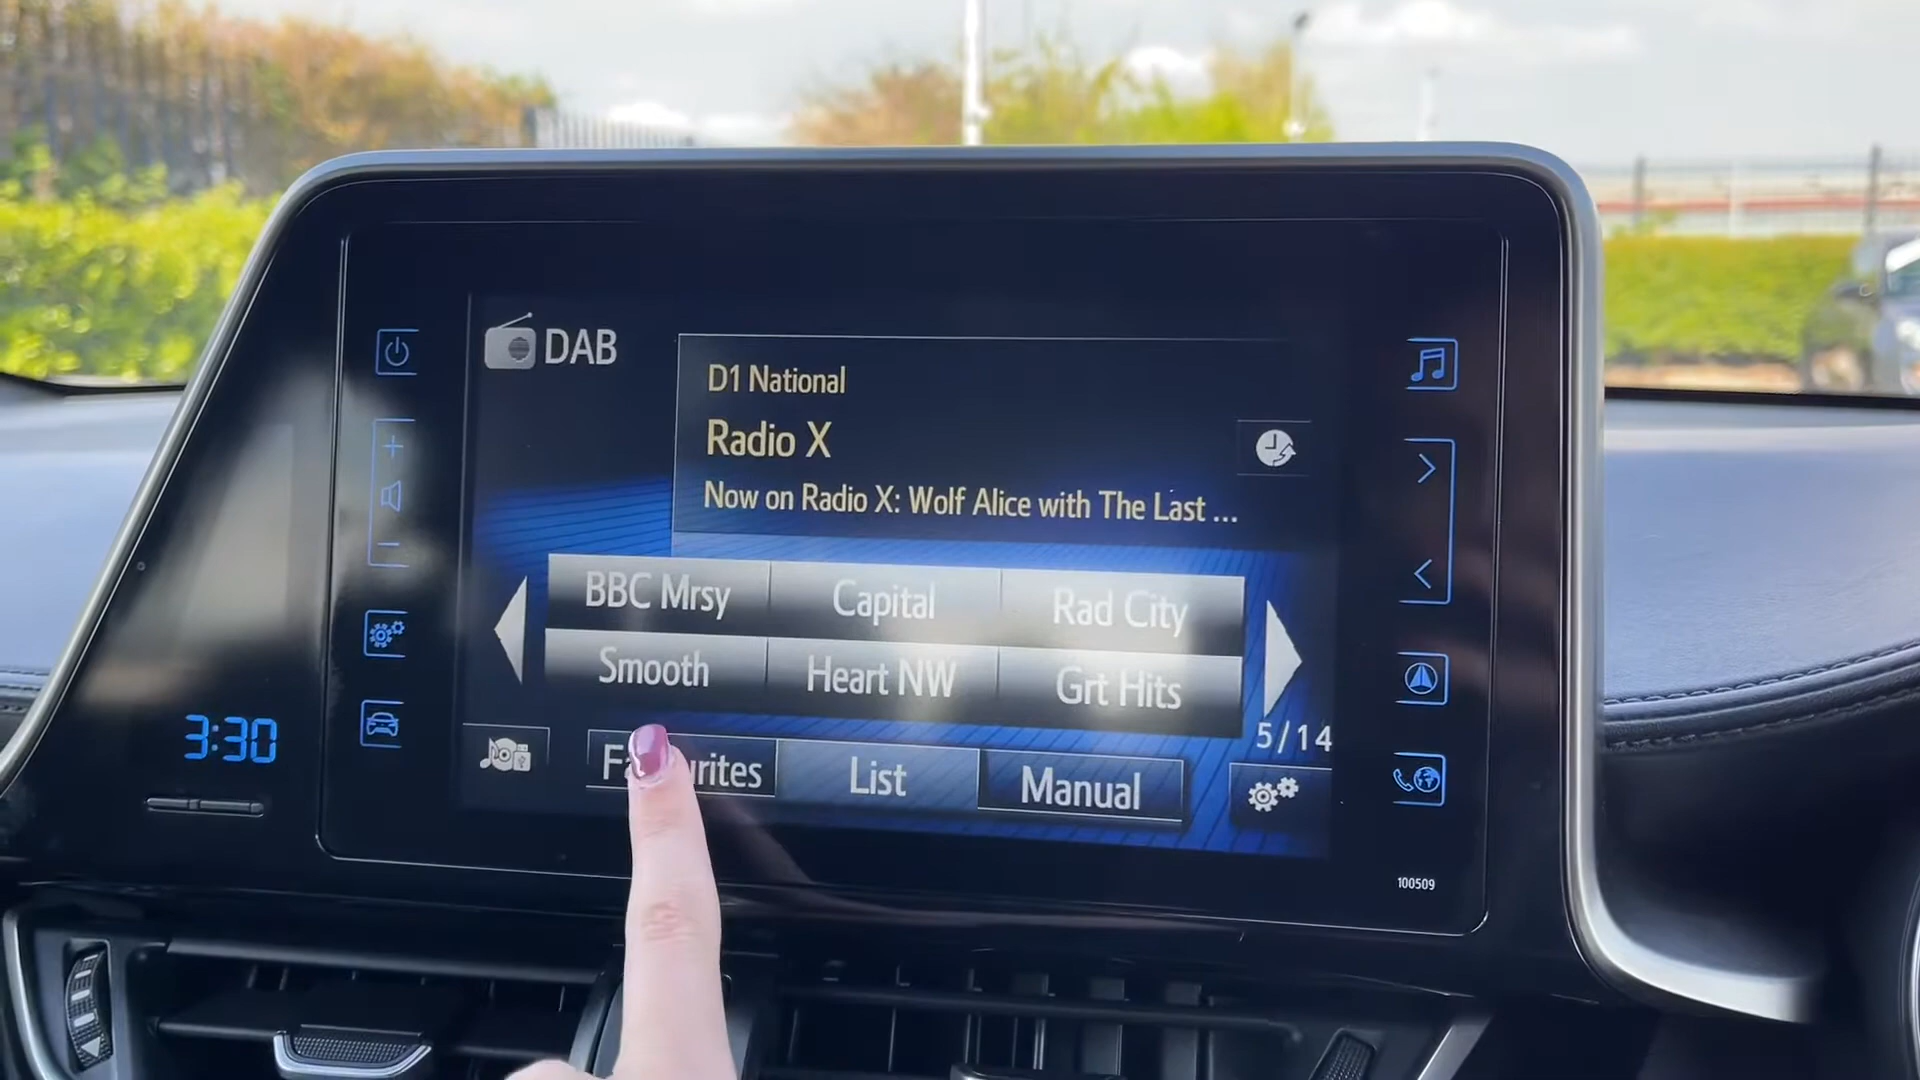 DAB
D1 National
Radio X
Now on Radio X: Wolf Alice with The Last ...
BBC Mrsy
Capital
Rad City
Smooth
Heart NW
Grt Hits
5/14
List
Manual
3:30
100509